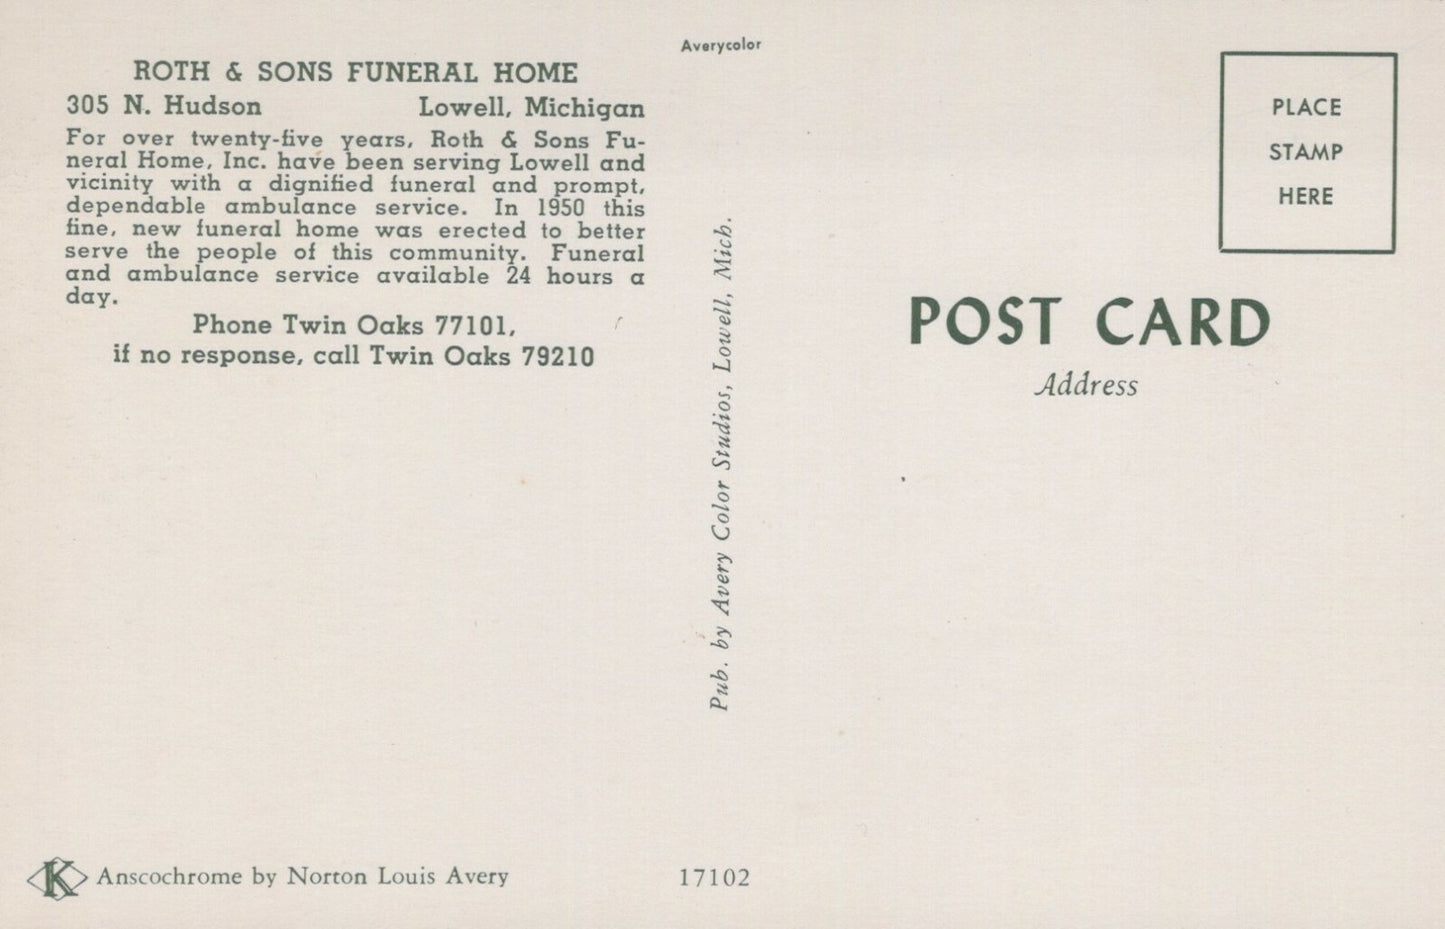 Averycolor
ROTH & SONS FUNERAL HOME
305 N. Hudson Lowell, Michigan
For over twenty-five years, Roth & Sons Fu-
neral Home, Inc. have been serving Lowell and
vicinity with a dignified funeral and prompt,
dependable ambulance service. In 1950 this
fine, new funeral home was erected to better
serve the people of this community. Funeral
and ambulance service available 24 hours a
day.
Phone Twin Oaks 77101,
if no response, call Twin Oaks 79210
K Anscochrome by Norton Louis Avery
Pub. by Avery Color Studios, Lowell, Mich.
17102
PLACE
STAMP
HERE
POST CARD
Address